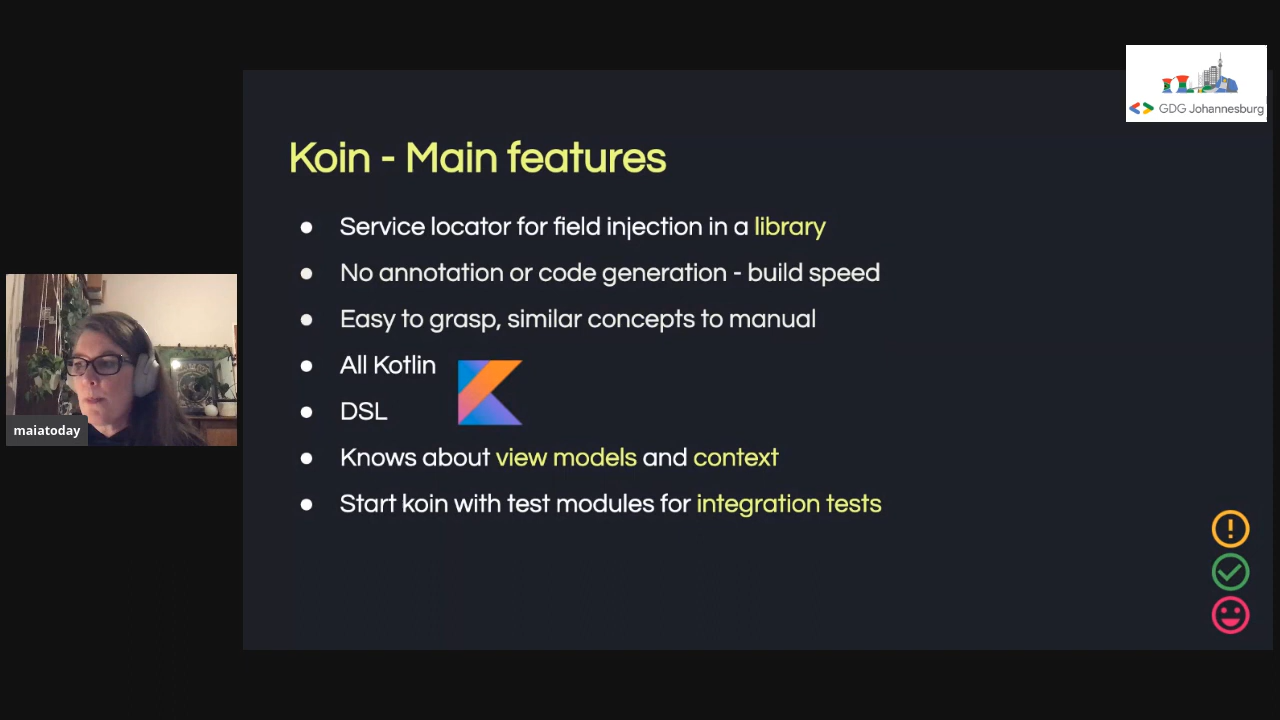 GDG Johannesburg
Koin - Main features
● Service locator for field injection in a library
● No annotation or code generation - build speed
● Easy to grasp, similar concepts to manual
● All Kotlin
● DSL
● Knows about view models and context
● Start koin with test modules for integration tests
maiatoday